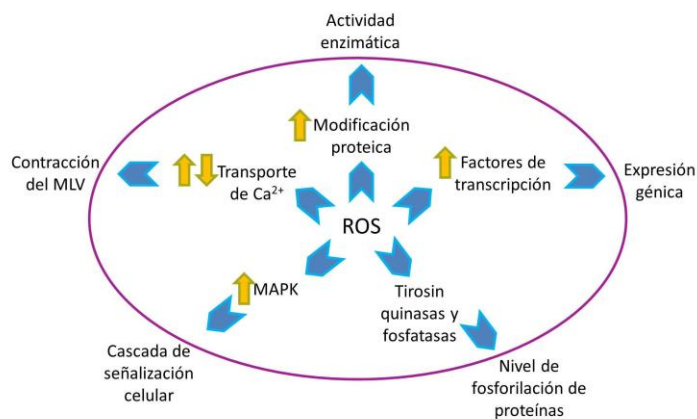 Actividad
enzimática
Modificación
proteica
Contracción
del MLV
Transporte
de Ca²⁺
Factores de
transcripción
Expresión
génica
ROS
MAPK
Tirosin
quinasas y
fosfatasas
Cascada de
señalización
celular
Nivel de
fosforilación de
proteínas